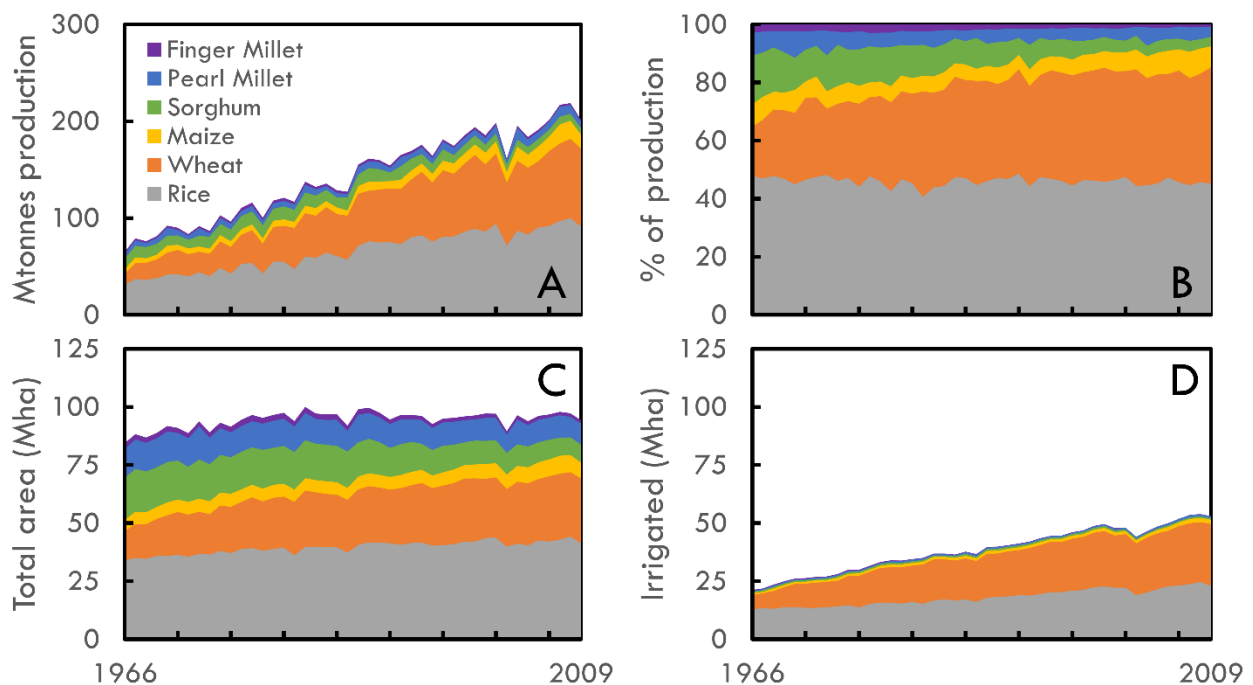 Mtonnes production
300
200
100
0
Finger Millet
Pearl Millet
Sorghum
Maize
Wheat
Rice
A
% of production
100
80
60
40
20
0
B
Total area (Mha)
125
100
75
50
25
0
C
1966 2009
Irrigated (Mha)
125
100
75
50
25
0
D
1966 2009